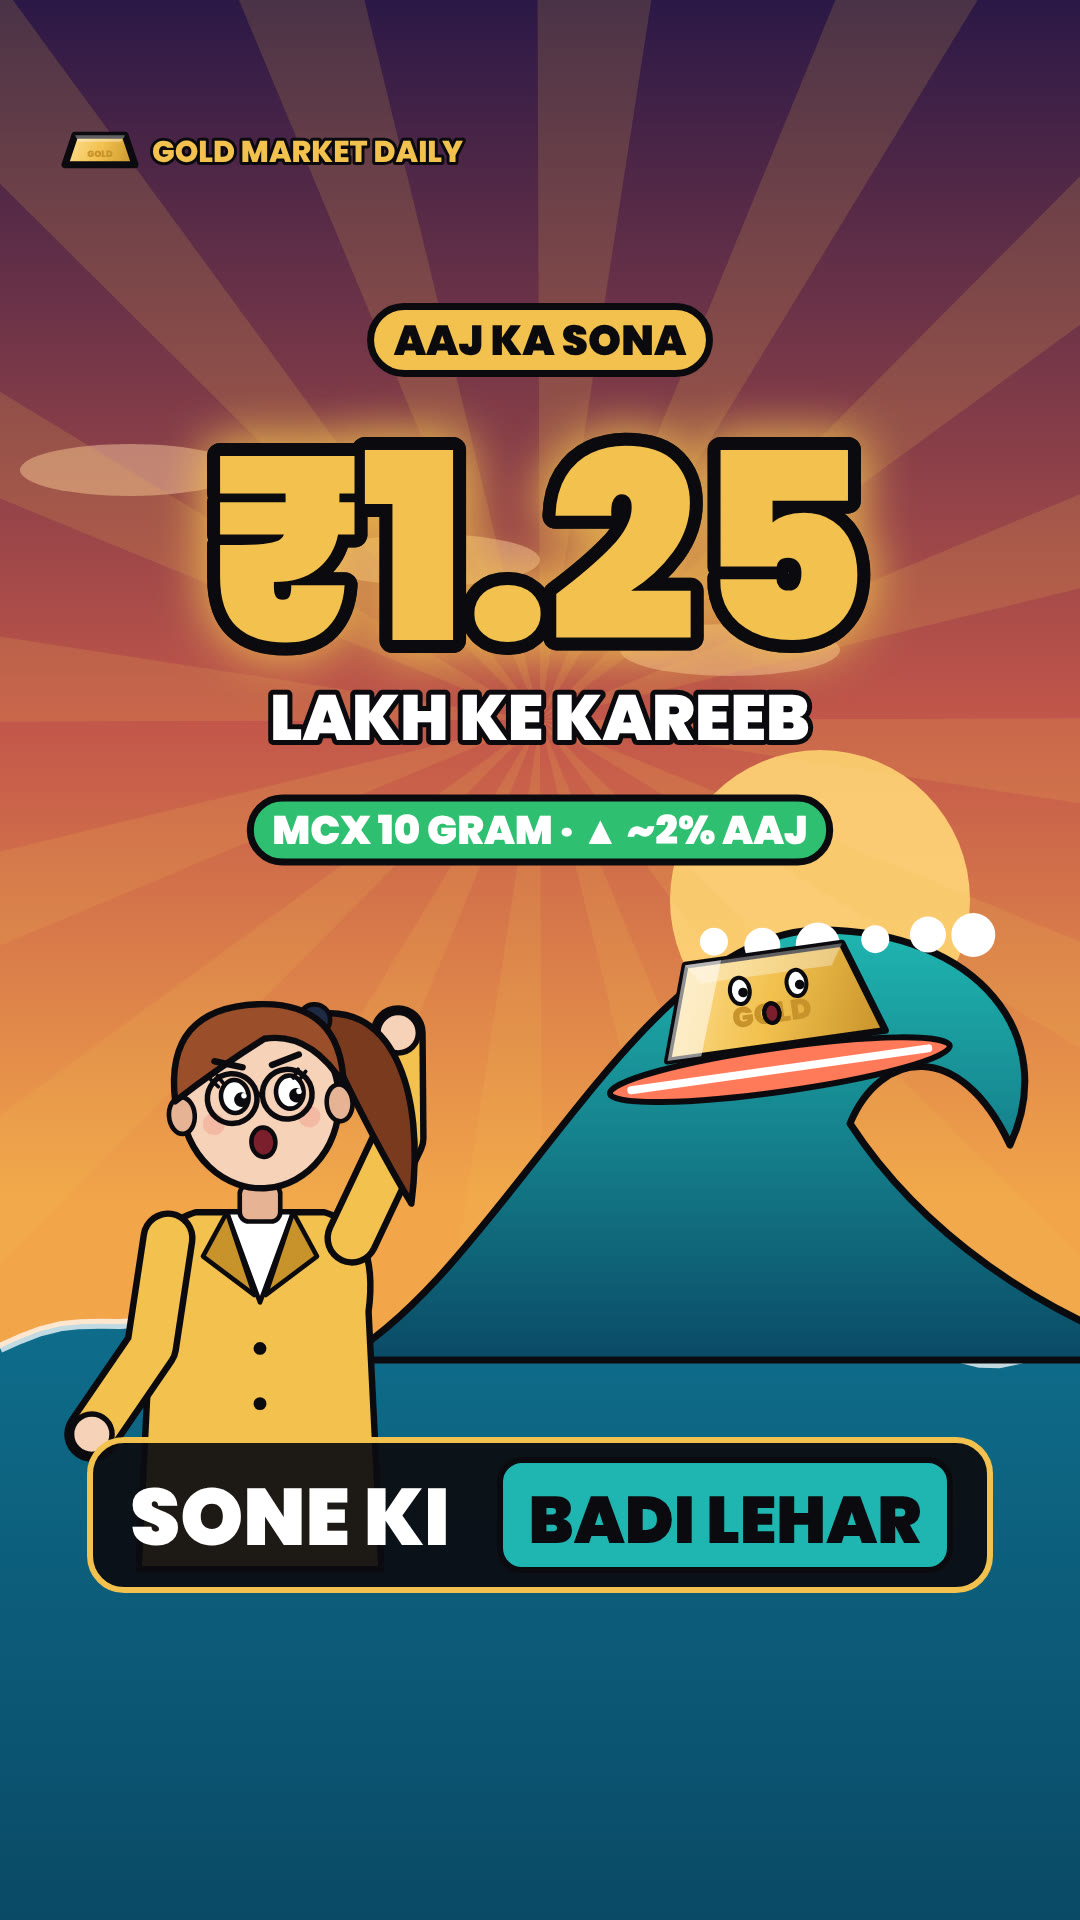 GOLD
GOLD MARKET DAILY
AAJ KA SONA
₹1.25
LAKH KE KAREEB
MCX 10 GRAM · ▲ ~2% AAJ
GOLD
SONE KI BADI LEHAR